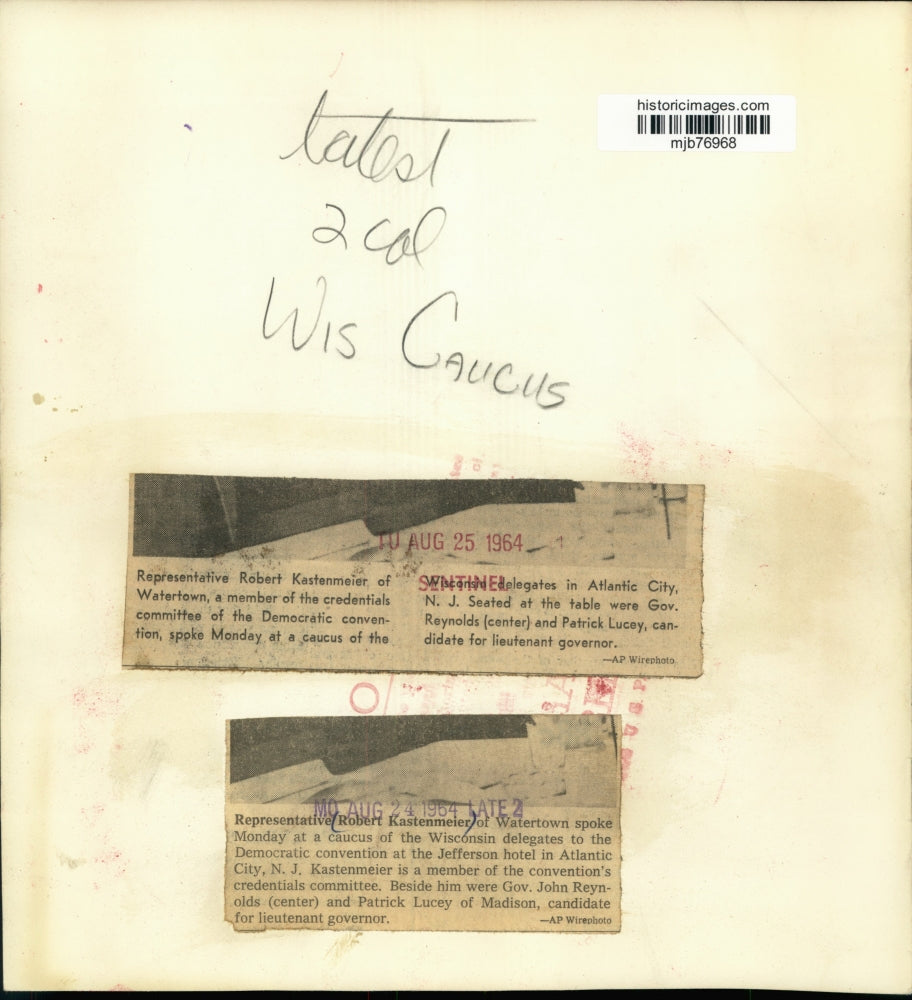 historicimages.com
mjb76968
latest
2 col
WIS CAUCUS
TU AUG 25 1964
SENTINEL
Representative Robert Kastenmeier of
Watertown, a member of the credentials
committee of the Democratic conven-
tion, spoke Monday at a caucus of the
Wisconsin delegates in Atlantic City,
N. J. Seated at the table were Gov.
Reynolds (center) and Patrick Lucey, can-
didate for lieutenant governor.
—AP Wirephoto
MO AUG 24 1964 LATE 2
Representative (Robert Kastenmeier) of Watertown spoke
Monday at a caucus of the Wisconsin delegates to the
Democratic convention at the Jefferson hotel in Atlantic
City, N. J. Kastenmeier is a member of the convention's
credentials committee. Beside him were Gov. John Reyn-
olds (center) and Patrick Lucey of Madison, candidate
for lieutenant governor.
—AP Wirephoto